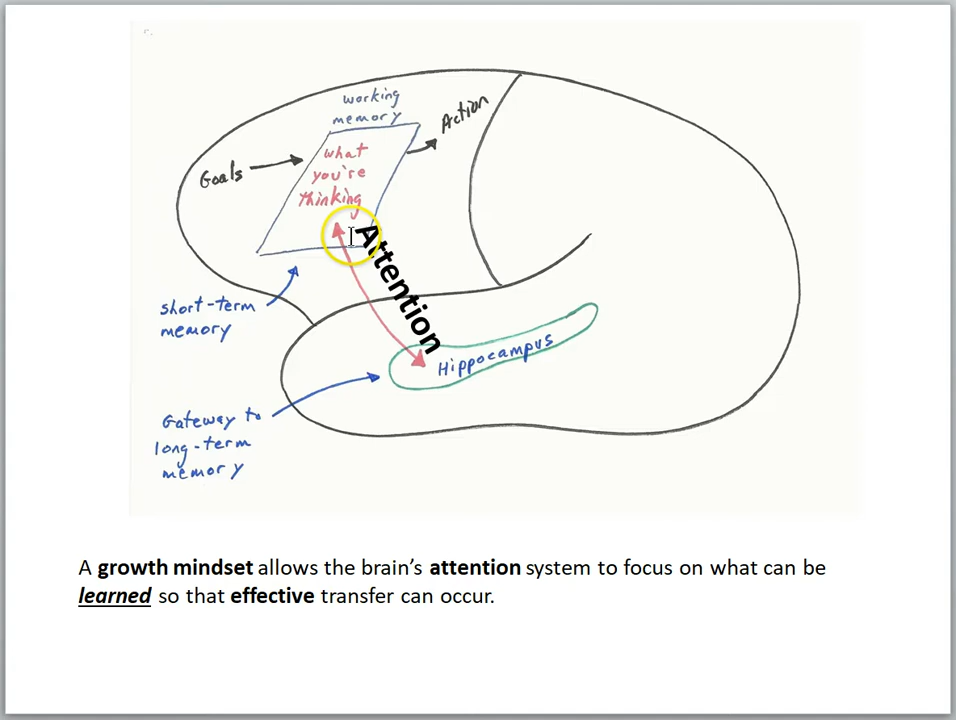 working
memory
Action
what
you're
thinking
Goals
Attention
short-term
memory
Hippocampus
Gateway to
long-term
memory
A growth mindset allows the brain's attention system to focus on what can be
learned so that effective transfer can occur.